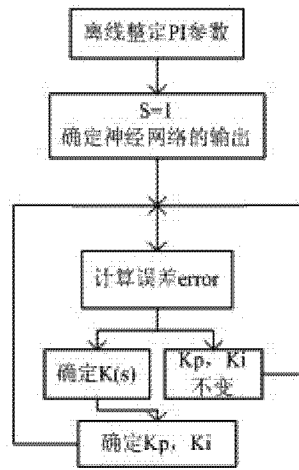 离线整定PI参数
S=1
确定神经网络的输出
计算误差error
确定K(s)
Kp，Ki
不变
确定Kp，Ki